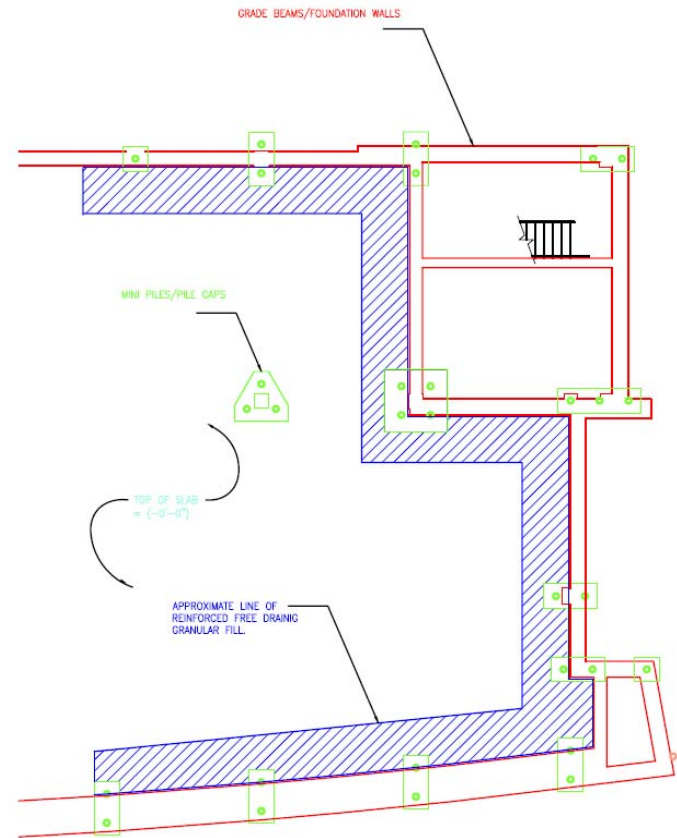 GRADE BEAMS/FOUNDATION WALLS
MINI PILES/PILE CAPS
TOP OF SLAB
= (-0'-0")
APPROXIMATE LINE OF
REINFORCED FREE DRAINIG
GRANULAR FILL.